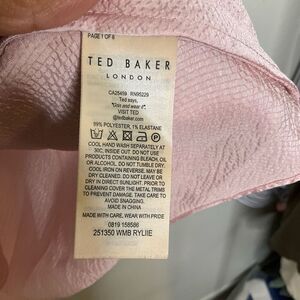 PAGE 1 OF 8
TED BAKER
LONDON
CA25459 RN95229
Ted says,
"Go on and wear it"
VISIT TED
@tedbaker.com
99% POLYESTER, 1% ELASTANE
COOL HAND WASH SEPARATELY AT
30C, INSIDE OUT. DO NOT USE
PRODUCTS CONTAINING BLEACH, OIL
OR ALCOHOL. DO NOT TUMBLE DRY.
COOL IRON ON REVERSE. MAY BE
DRY CLEANED. DO NOT LEAVE WET OR
DRY IN DIRECT SUNLIGHT. PRIOR TO
CLEANING COVER THE METAL TRIMS
TO PREVENT DAMAGE. TAKE CARE TO
AVOID SNAGGING.
MADE IN CHINA
MADE WITH CARE, WEAR WITH PRIDE
0819 158586
251350 WMB RYLIIE